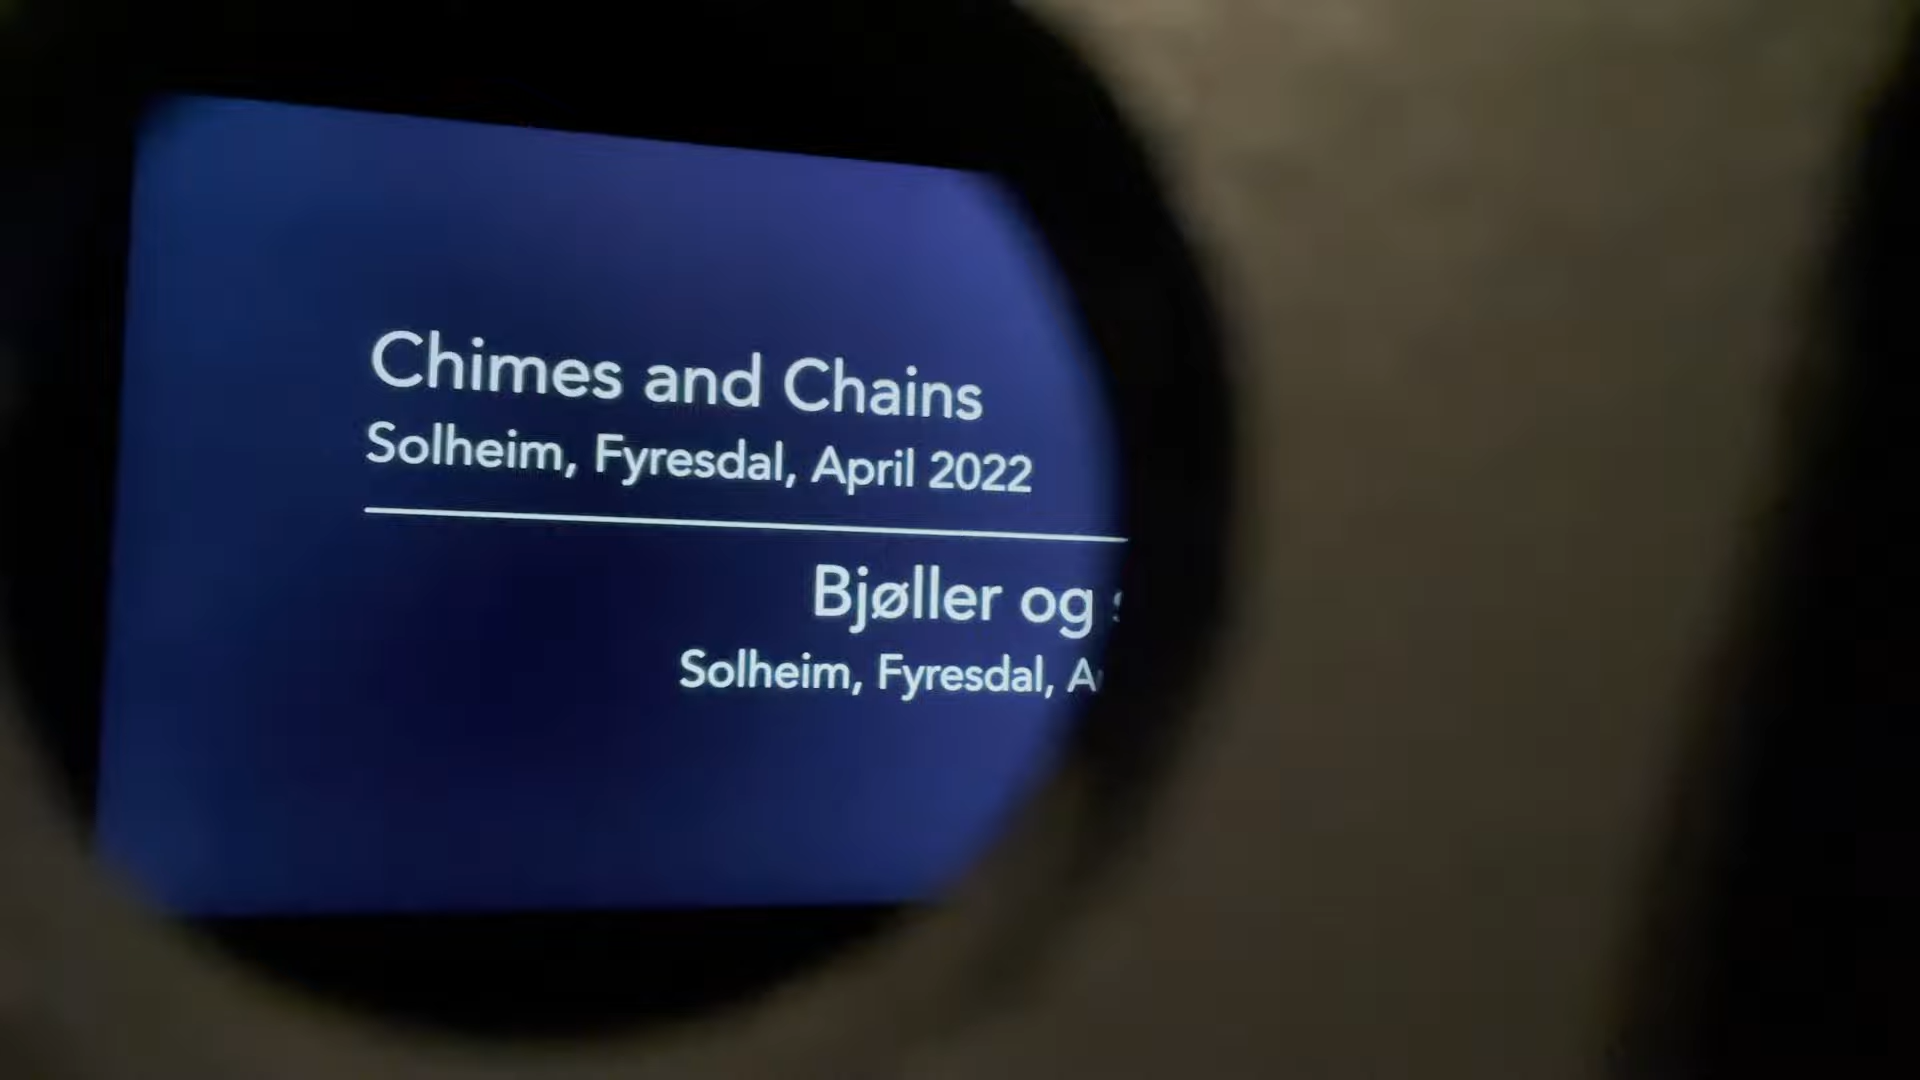 Chimes and Chains
Solheim, Fyresdal, April 2022
Bjøller og
Solheim, Fyresdal,